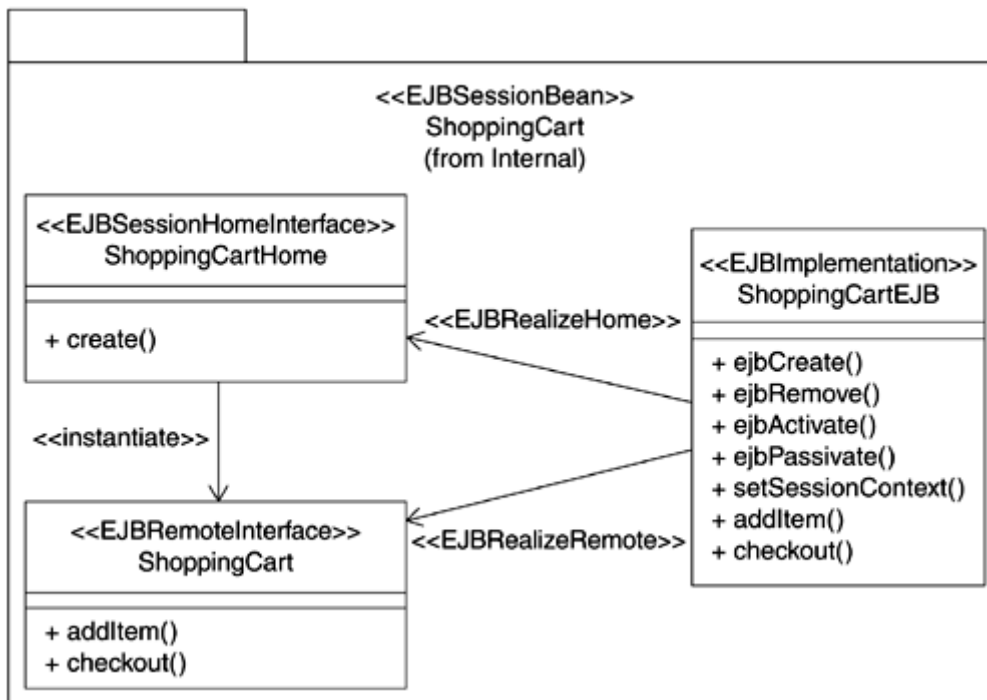 <<EJBSessionBean>>
ShoppingCart
(from Internal)
<<EJBSessionHomeInterface>>
ShoppingCartHome
+ create()
<<instantiate>>
<<EJBRemoteInterface>>
ShoppingCart
+ addItem()
+ checkout()
<<EJBRealizeHome>>
<<EJBRealizeRemote>>
<<EJBImplementation>>
ShoppingCartEJB
+ ejbCreate()
+ ejbRemove()
+ ejbActivate()
+ ejbPassivate()
+ setSessionContext()
+ addItem()
+ checkout()